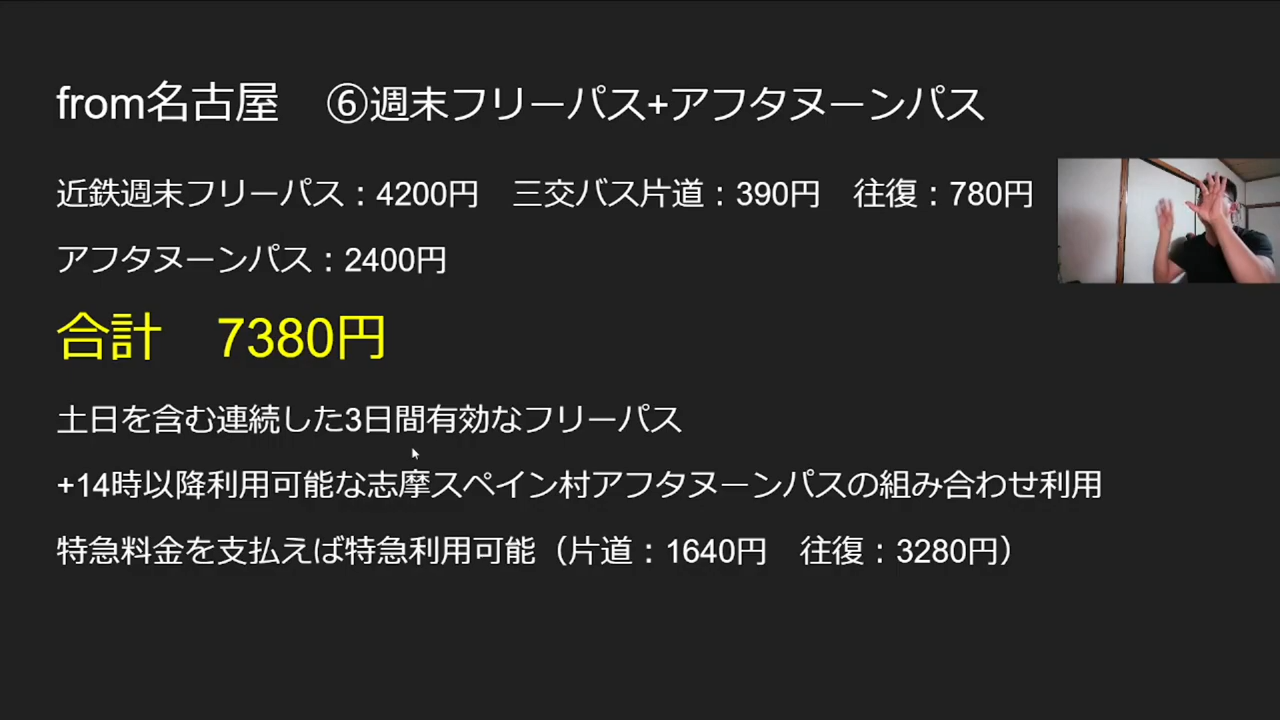 from名古屋　⑥週末フリーパス+アフタヌーンパス
近鉄週末フリーパス：4200円　三交バス片道：390円　往復：780円
アフタヌーンパス：2400円
合計　7380円
土日を含む連続した3日間有効なフリーパス
+14時以降利用可能な志摩スペイン村アフタヌーンパスの組み合わせ利用
特急料金を支払えば特急利用可能（片道：1640円　往復：3280円）